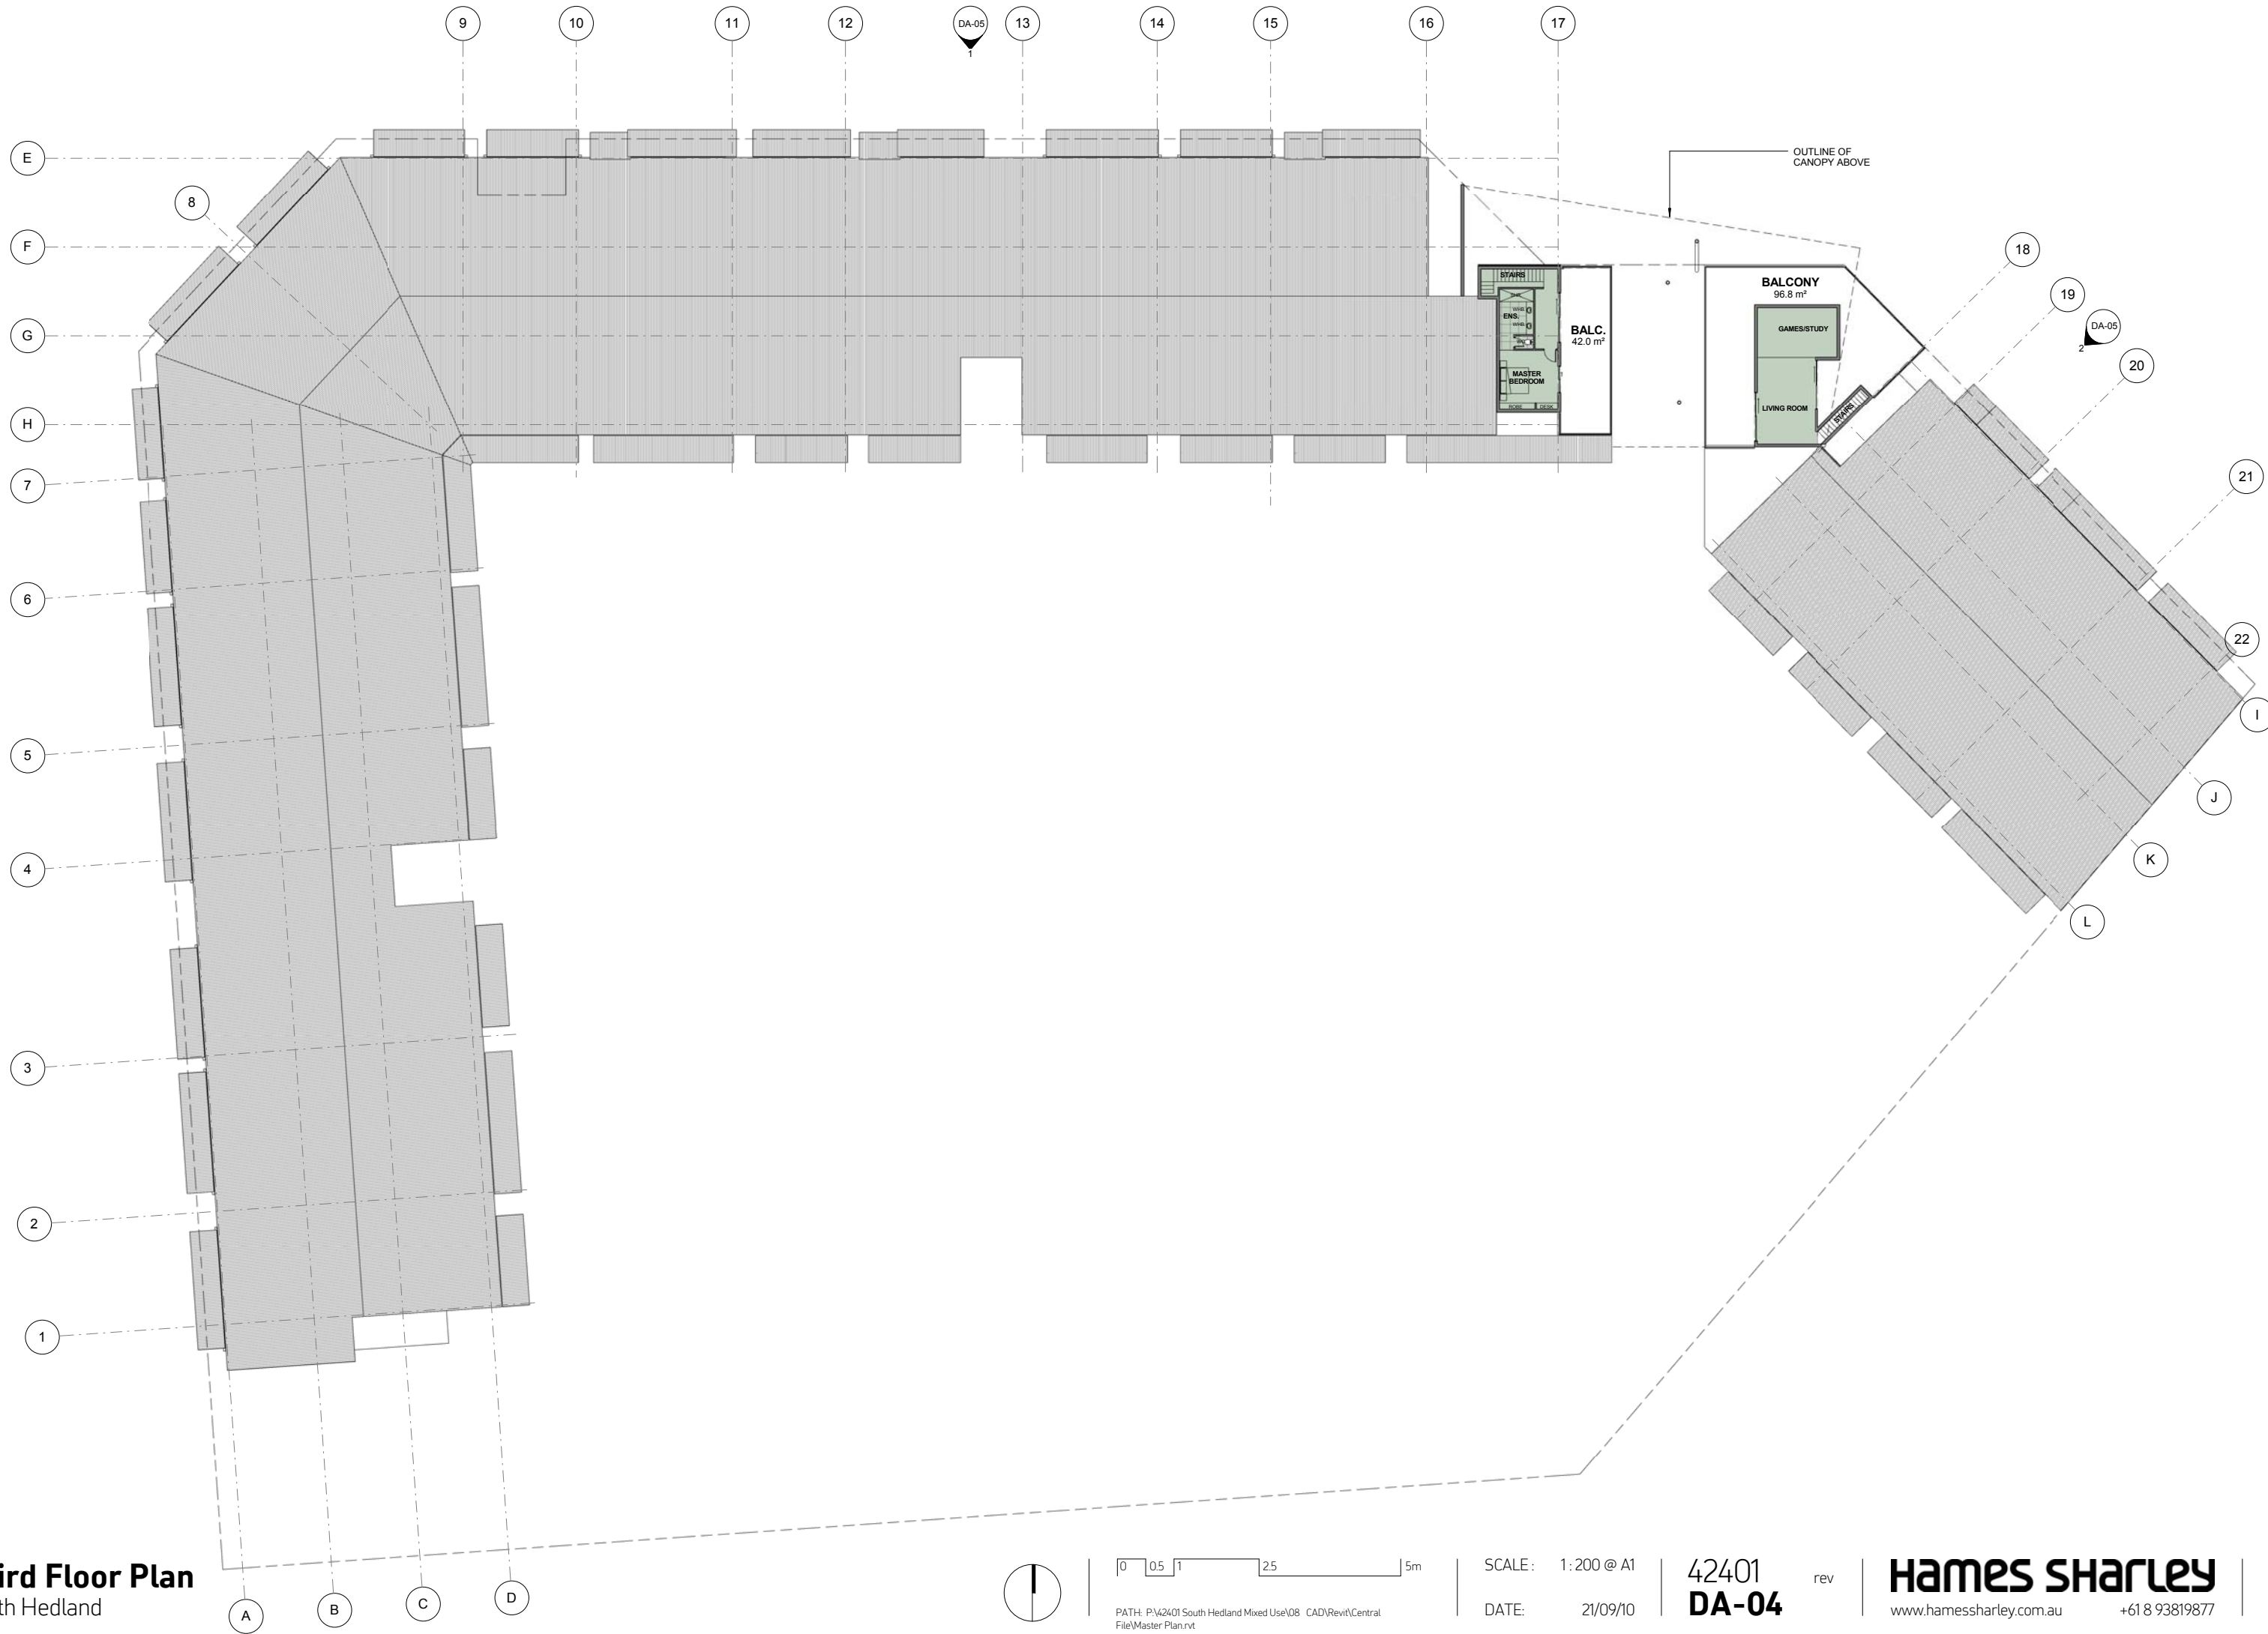 9
10
11
12
DA-05
1
13
14
15
16
17
E
OUTLINE OF
CANOPY ABOVE
8
F
18
STAIRS
BALCONY
96.8 m²
19
ENS.
WHB
WHB
GAMES/STUDY
DA-05
2
G
BALC.
42.0 m²
20
MASTER
BEDROOM
ROBE
DESK
LIVING ROOM
STAIRS
H
21
7
6
22
I
5
J
4
K
L
3
2
1
ird Floor Plan
th Hedland
A
B
C
D
0 0.5 1 2.5 5m
PATH: P:\42401 South Hedland Mixed Use\08 CAD\Revit\Central
File\Master Plan.rvt
SCALE : 1 : 200 @ A1
DATE: 21/09/10
42401 rev
DA-04
Hames Sharley
www.hamessharley.com.au +61 8 93819877